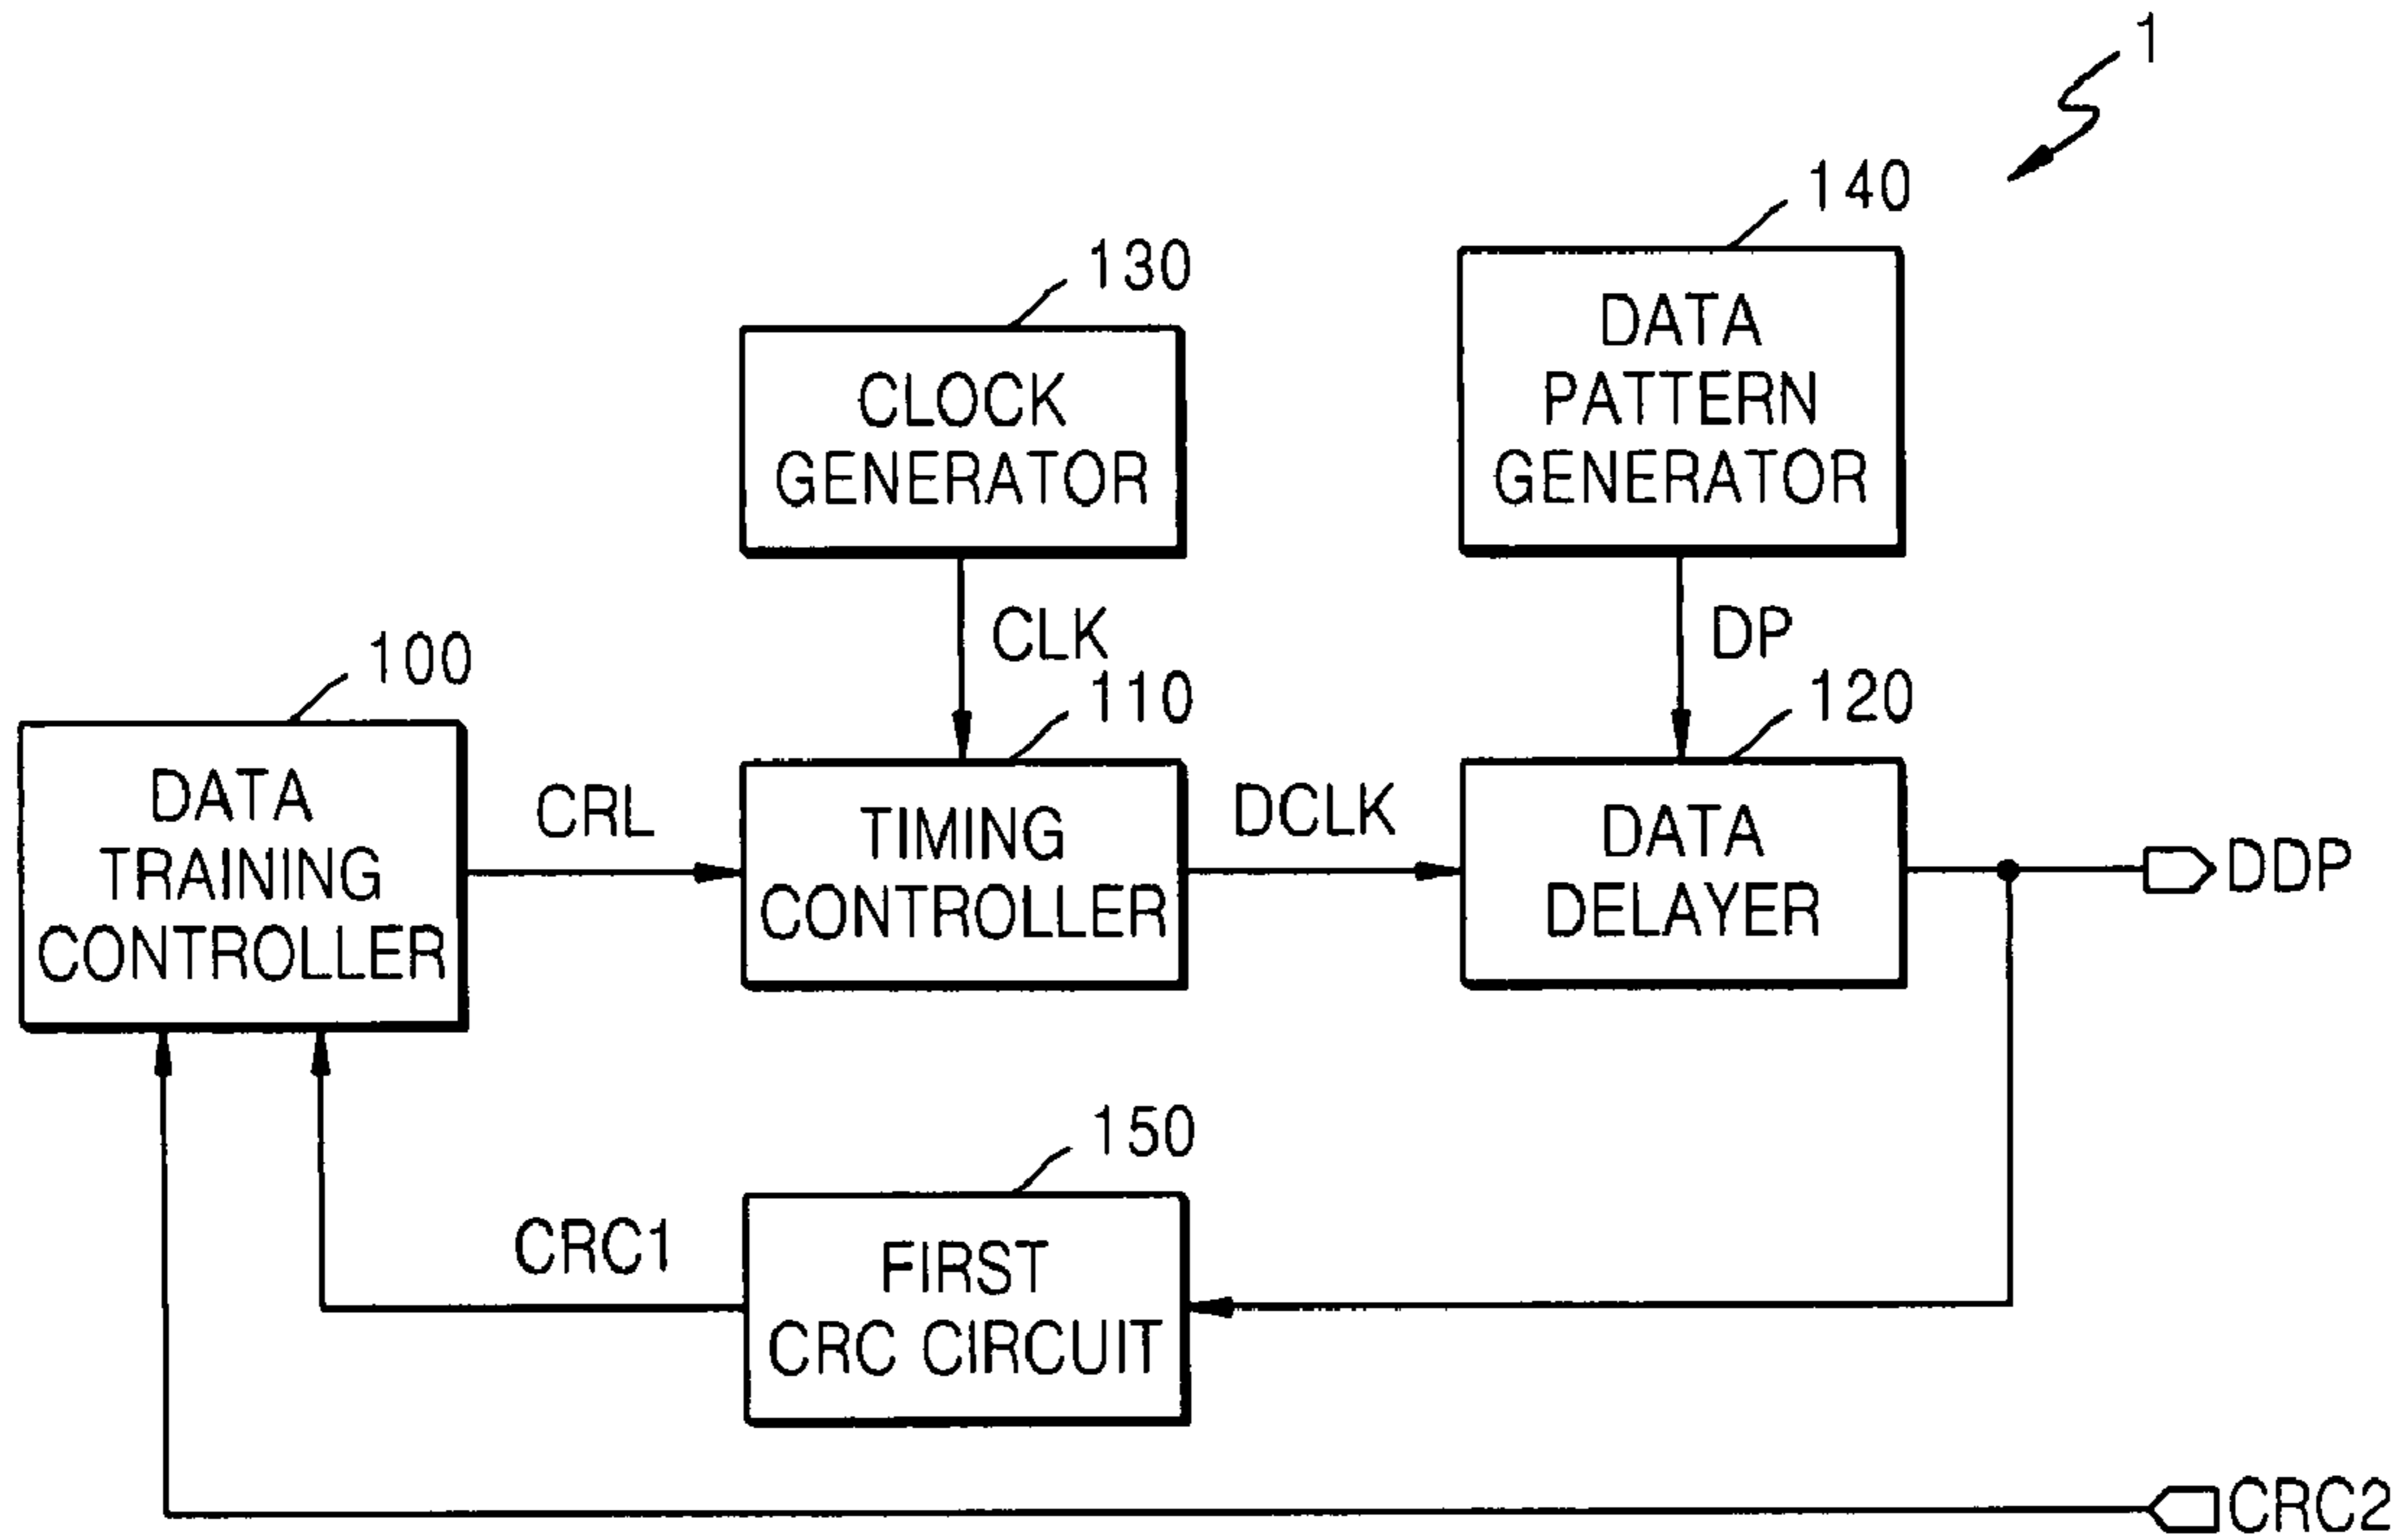 1
140
130
DATA
PATTERN
GENERATOR
CLOCK
GENERATOR
CLK
DP
100
110
120
DATA
TRAINING
CONTROLLER
CRL
TIMING
CONTROLLER
DCLK
DATA
DELAYER
DDP
150
CRC1
FIRST
CRC CIRCUIT
CRC2